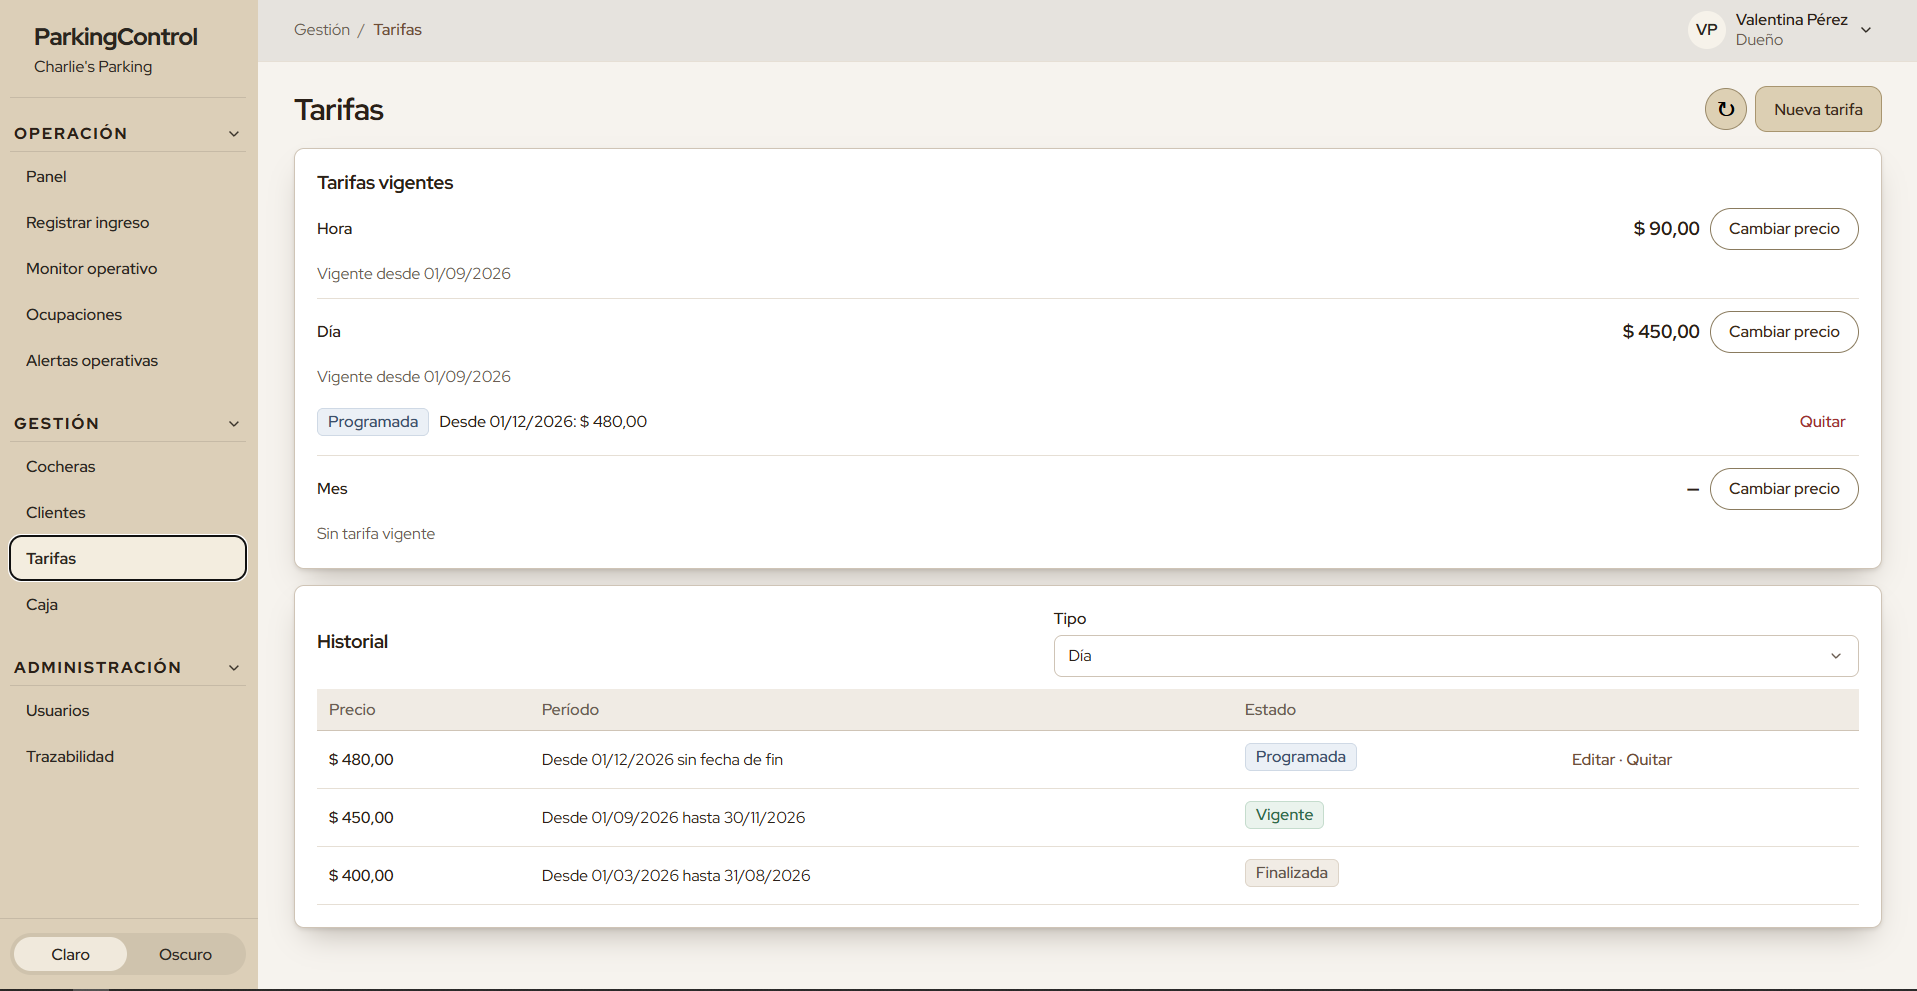 ParkingControl
Charlie's Parking
OPERACIÓN
Panel
Registrar ingreso
Monitor operativo
Ocupaciones
Alertas operativas
GESTIÓN
Cocheras
Clientes
Tarifas
Caja
ADMINISTRACIÓN
Usuarios
Trazabilidad
Claro Oscuro
Gestión / Tarifas
VP Valentina Pérez
Dueño
Tarifas
↻ Nueva tarifa
Tarifas vigentes
Hora $ 90,00 Cambiar precio
Vigente desde 01/09/2026
Día $ 450,00 Cambiar precio
Vigente desde 01/09/2026
Programada Desde 01/12/2026: $ 480,00 Quitar
Mes – Cambiar precio
Sin tarifa vigente
Historial
Tipo
Día
Precio Período Estado
$ 480,00 Desde 01/12/2026 sin fecha de fin Programada Editar · Quitar
$ 450,00 Desde 01/09/2026 hasta 30/11/2026 Vigente
$ 400,00 Desde 01/03/2026 hasta 31/08/2026 Finalizada